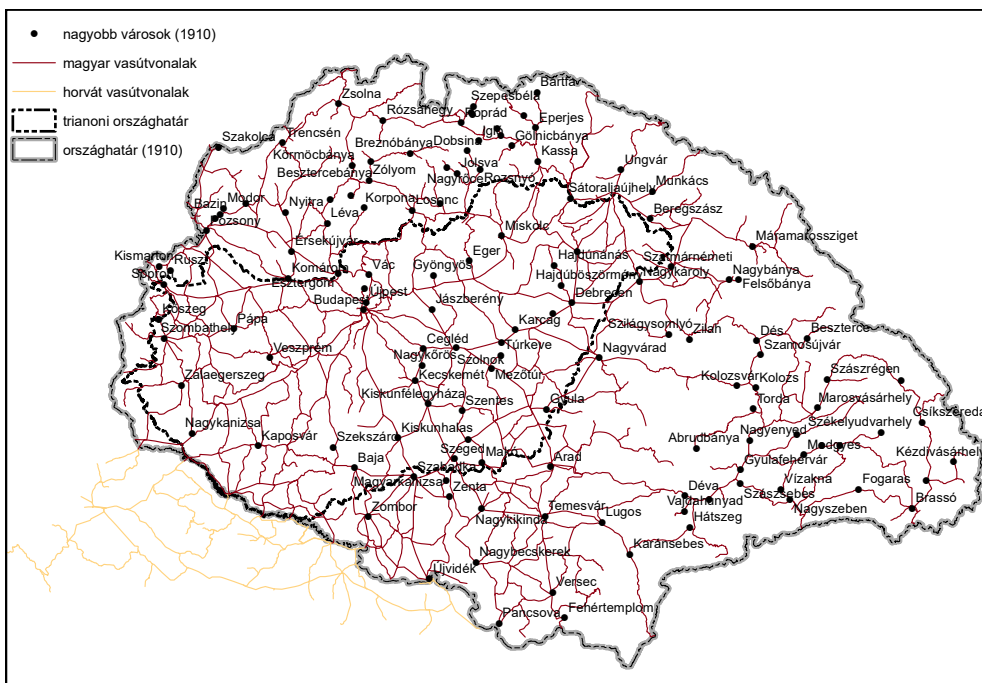 nagyobb városok (1910)
magyar vasútvonalak
horvát vasútvonalak
trianoni országhatár
országhatár (1910)
Bártfa
Szepesbéla
Zsolna
Rózsahegy
Poprád
Eperjes
Igló
Gölnicbánya
Trencsén
Szakolca
Breznóbánya
Dobsina
Körmöcbánya
Kassa
Jolsva
Ungvár
Besztercebánya
Zólyom
Nagyrőce
Rozsnyó
Munkács
Sátoraljaújhely
Modor
Bazin
Nyitra
Korpona
Losonc
Léva
Beregszász
Pozsony
Miskolc
Érsekújvár
Máramarossziget
Kismarton
Ruszt
Eger
Hajdúnánás
Szatmárnémeti
Sopron
Komárom
Vác
Gyöngyös
Hajdúböszörmény
Nagykároly
Nagybánya
Esztergom
Felsőbánya
Újpest
Budapest
Jászberény
Debrecen
Kőszeg
Szombathely
Pápa
Karcag
Szilágysomlyó
Zilah
Dés
Beszterce
Cegléd
Túrkeve
Szamosújvár
Veszprém
Nagykőrös
Szolnok
Nagyvárad
Zalaegerszeg
Kecskemét
Mezőtúr
Kolozsvár
Kolozs
Szászrégen
Kiskunfélegyháza
Szentes
Gyula
Torda
Marosvásárhely
Csíkszereda
Nagykanizsa
Kaposvár
Szekszárd
Kiskunhalas
Abrudbánya
Nagyenyed
Székelyudvarhely
Szeged
Makó
Medgyes
Kézdivásárhely
Baja
Szabadka
Arad
Gyulafehérvár
Magyarkanizsa
Zenta
Déva
Vízakna
Fogaras
Vajdahunyad
Szászsebes
Brassó
Zombor
Nagykikinda
Temesvár
Lugos
Hátszeg
Nagyszeben
Karánsebes
Nagybecskerek
Újvidék
Versec
Pancsova
Fehértemplom